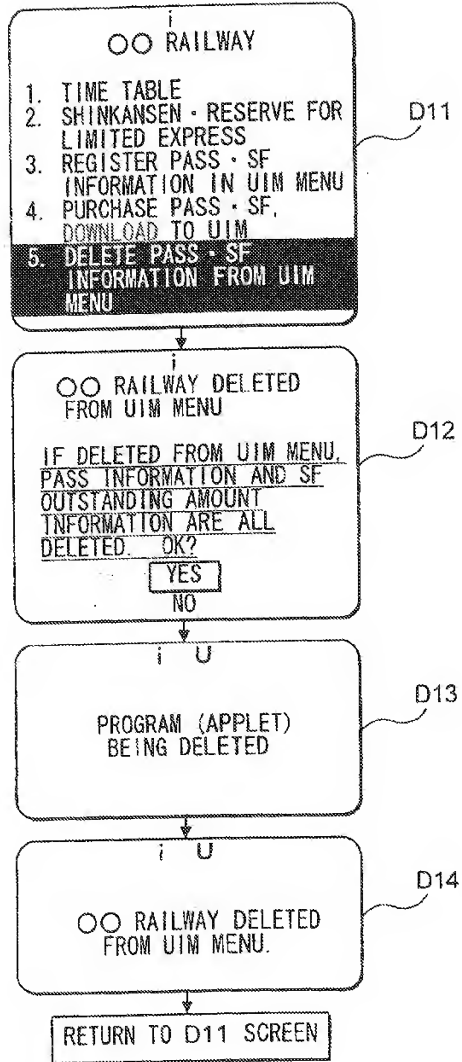 i
○○ RAILWAY
1. TIME TABLE
2. SHINKANSEN・RESERVE FOR
LIMITED EXPRESS
3. REGISTER PASS・SF
INFORMATION IN UIM MENU
4. PURCHASE PASS・SF,
DOWNLOAD TO UIM
5. DELETE PASS・SF
INFORMATION FROM UIM
MENU
D11
i
○○ RAILWAY DELETED
FROM UIM MENU
IF DELETED FROM UIM MENU,
PASS INFORMATION AND SF
OUTSTANDING AMOUNT
INFORMATION ARE ALL
DELETED. OK?
YES
NO
D12
i U
PROGRAM (APPLET)
BEING DELETED
D13
i U
○○ RAILWAY DELETED
FROM UIM MENU.
D14
RETURN TO D11 SCREEN